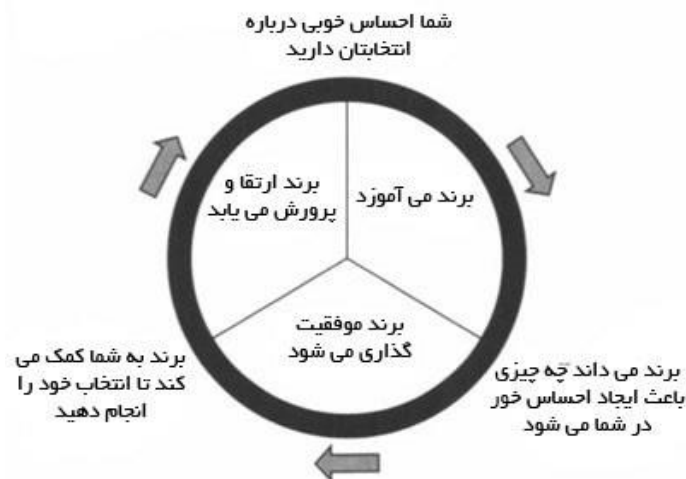 شما احساس خوبی درباره
انتخابتان دارید
برند می آموزد
برند ارتقا و
پرورش می یابد
برند موفقیت
گذاری می شود
برند می داند چه چیزی
باعث ایجاد احساس خور
در شما می شود
برند به شما کمک می
کند تا انتخاب خود را
انجام دهید